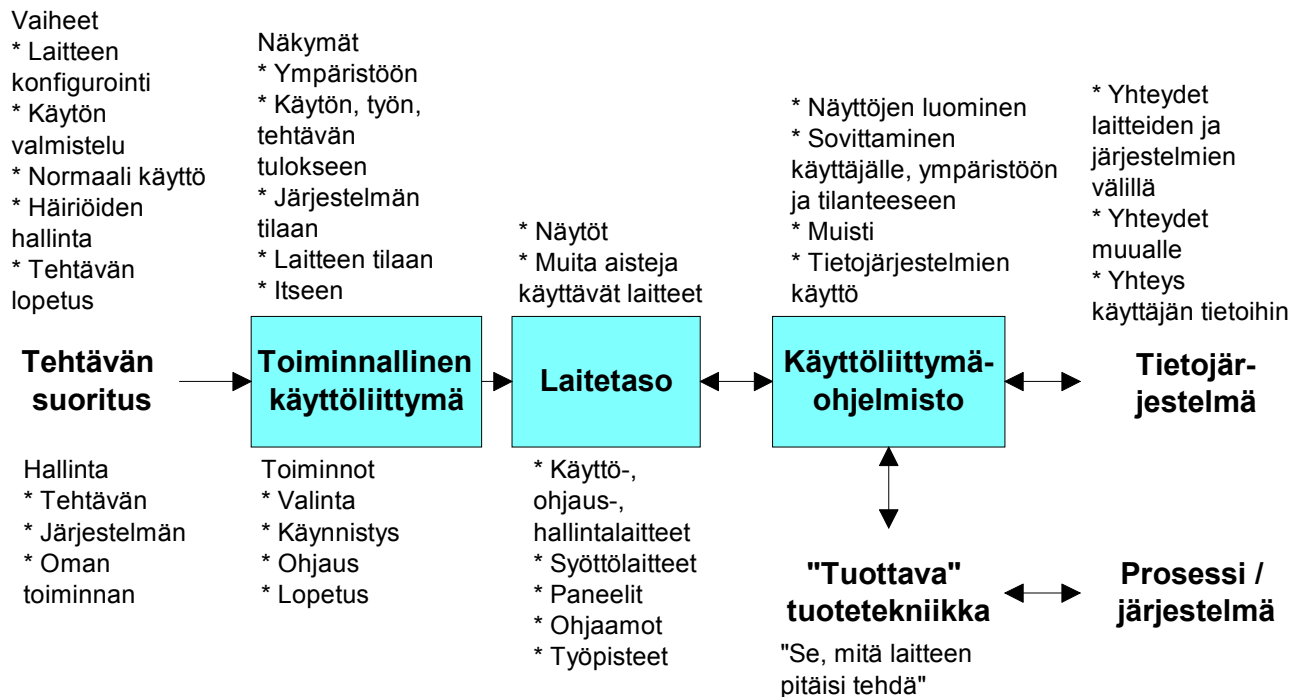 Vaiheet
* Laitteen
konfigurointi
* Käytön
valmistelu
* Normaali käyttö
* Häiriöiden
hallinta
* Tehtävän
lopetus
Näkymät
* Ympäristöön
* Käytön, työn,
tehtävän
tulokseen
* Järjestelmän
tilaan
* Laitteen tilaan
* Itseen
* Näytöt
* Muita aisteja
käyttävät laitteet
* Näyttöjen luominen
* Sovittaminen
käyttäjälle, ympäristöön
ja tilanteeseen
* Muisti
* Tietojärjestelmien
käyttö
* Yhteydet
laitteiden ja
järjestelmien
välillä
* Yhteydet
muualle
* Yhteys
käyttäjän tietoihin
Tehtävän
suoritus
Toiminnallinen
käyttöliittymä
Laitetaso
Käyttöliittymä-
ohjelmisto
Tietojär-
jestelmä
Hallinta
* Tehtävän
* Järjestelmän
* Oman
toiminnan
Toiminnot
* Valinta
* Käynnistys
* Ohjaus
* Lopetus
* Käyttö-,
ohjaus-,
hallintalaitteet
* Syöttölaitteet
* Paneelit
* Ohjaamot
* Työpisteet
"Tuottava"
tuotetekniikka
"Se, mitä laitteen
pitäisi tehdä"
Prosessi /
järjestelmä